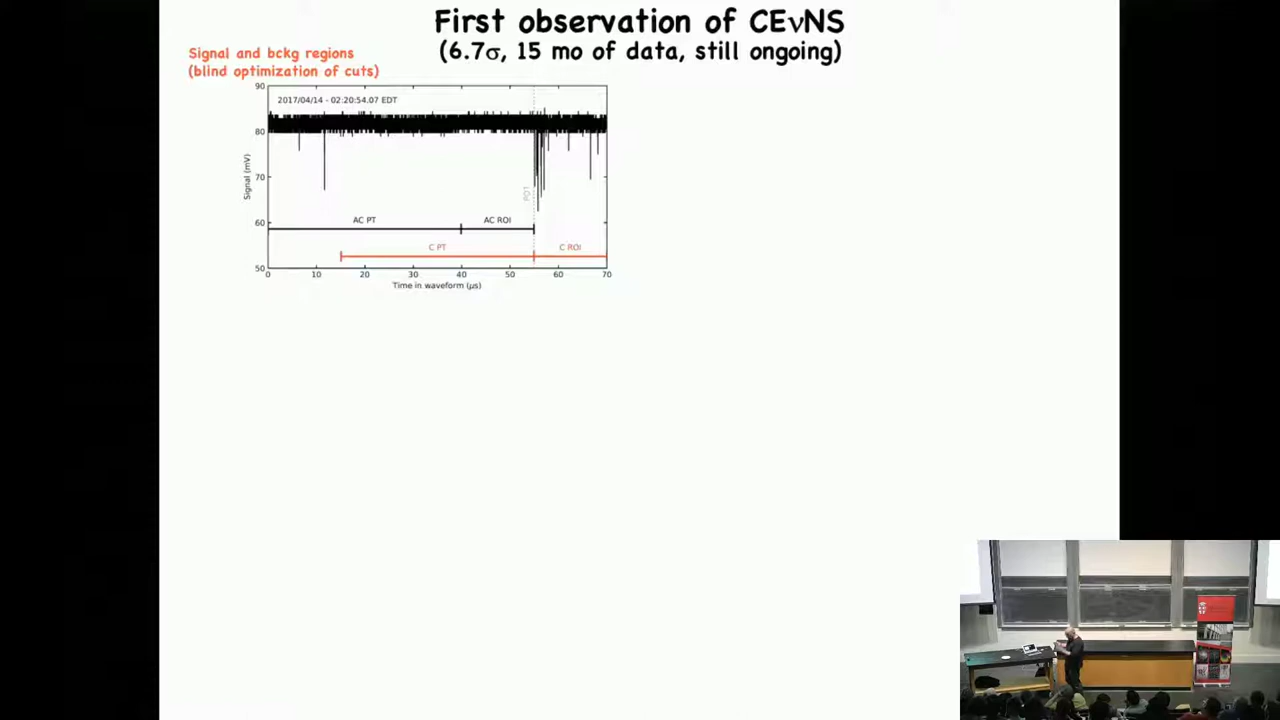 First observation of CEνNS
(6.7σ, 15 mo of data, still ongoing)
Signal and bckg regions
(blind optimization of cuts)
2017/04/14 - 02:20:54.07 EDT
90
80
70
60
50
Signal (mV)
POT
AC PT
AC ROI
C PT
C ROI
0 10 20 30 40 50 60 70
Time in waveform (μs)